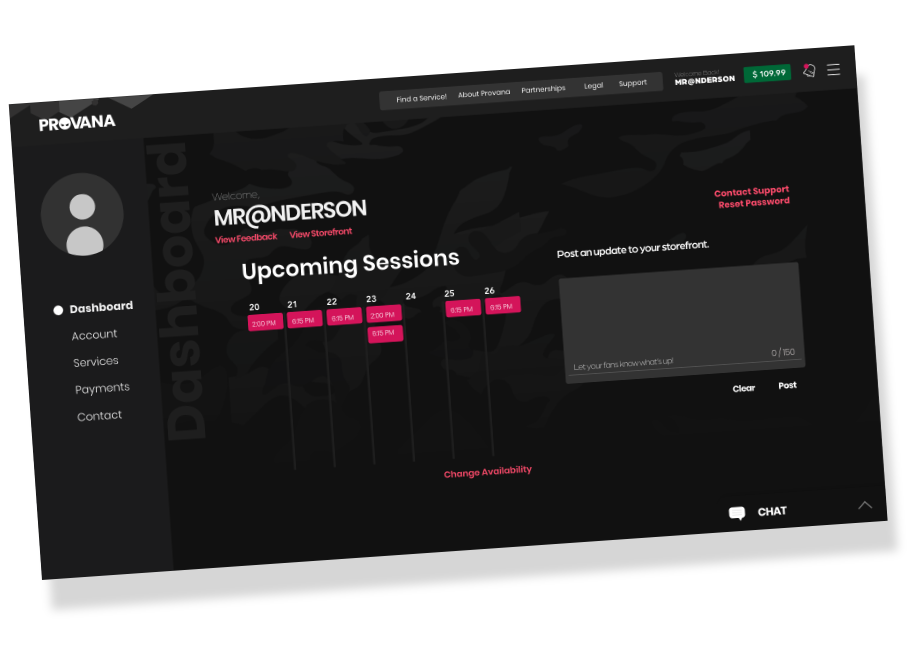 PROVANA
Find a Service! About Provana Partnerships Legal Support
Welcome Back!
MR@NDERSON
$ 109.99
Dashboard
Account
Services
Payments
Contact
Dashboard
Welcome,
MR@NDERSON
View Feedback View Storefront
Contact Support
Reset Password
Upcoming Sessions
20 21 22 23 24 25 26
2:00 PM 6:15 PM 6:15 PM 2:00 PM 6:15 PM 6:15 PM
6:15 PM
Change Availability
Post an update to your storefront.
Let your fans know what's up!
0 / 150
Clear Post
CHAT